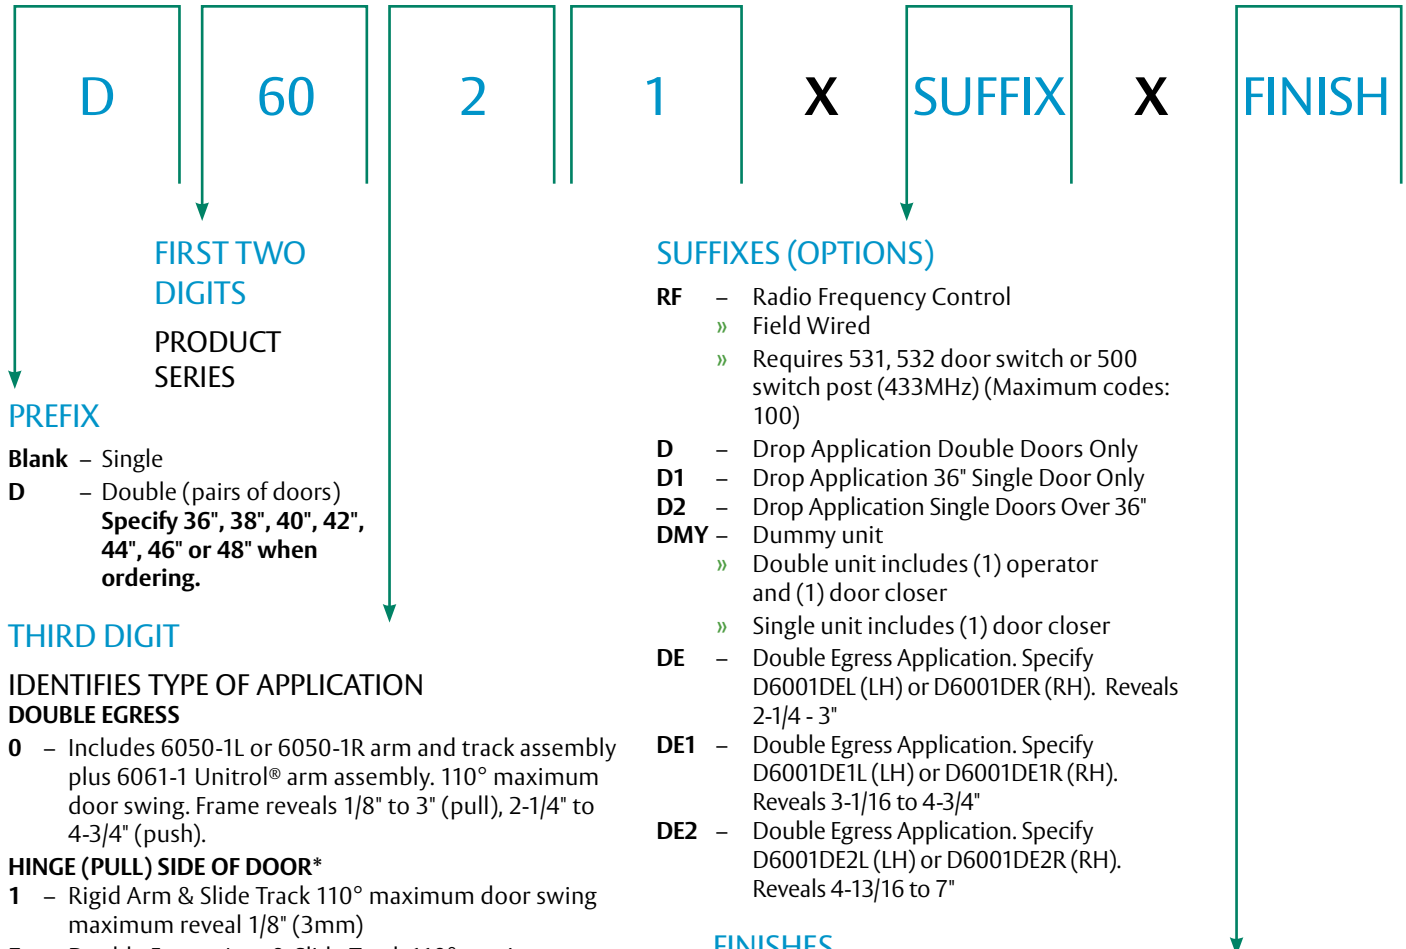 D 60 2 1 X SUFFIX X FINISH
FIRST TWO
DIGITS
PRODUCT
SERIES
PREFIX
Blank – Single
D – Double (pairs of doors)
Specify 36", 38", 40", 42",
44", 46" or 48" when
ordering.
THIRD DIGIT
IDENTIFIES TYPE OF APPLICATION
DOUBLE EGRESS
0 – Includes 6050-1L or 6050-1R arm and track assembly
plus 6061-1 Unitrol® arm assembly. 110° maximum
door swing. Frame reveals 1/8" to 3" (pull), 2-1/4" to
4-3/4" (push).
HINGE (PULL) SIDE OF DOOR*
1 – Rigid Arm & Slide Track 110° maximum door swing
maximum reveal 1/8" (3mm)
SUFFIXES (OPTIONS)
RF – Radio Frequency Control
» Field Wired
» Requires 531, 532 door switch or 500
switch post (433MHz) (Maximum codes:
100)
D – Drop Application Double Doors Only
D1 – Drop Application 36" Single Door Only
D2 – Drop Application Single Doors Over 36"
DMY – Dummy unit
» Double unit includes (1) operator
and (1) door closer
» Single unit includes (1) door closer
DE – Double Egress Application. Specify
D6001DEL (LH) or D6001DER (RH). Reveals
2-1/4 - 3"
DE1 – Double Egress Application. Specify
D6001DE1L (LH) or D6001DE1R (RH).
Reveals 3-1/16 to 4-3/4"
DE2 – Double Egress Application. Specify
D6001DE2L (LH) or D6001DE2R (RH).
Reveals 4-13/16 to 7"
FINISHES